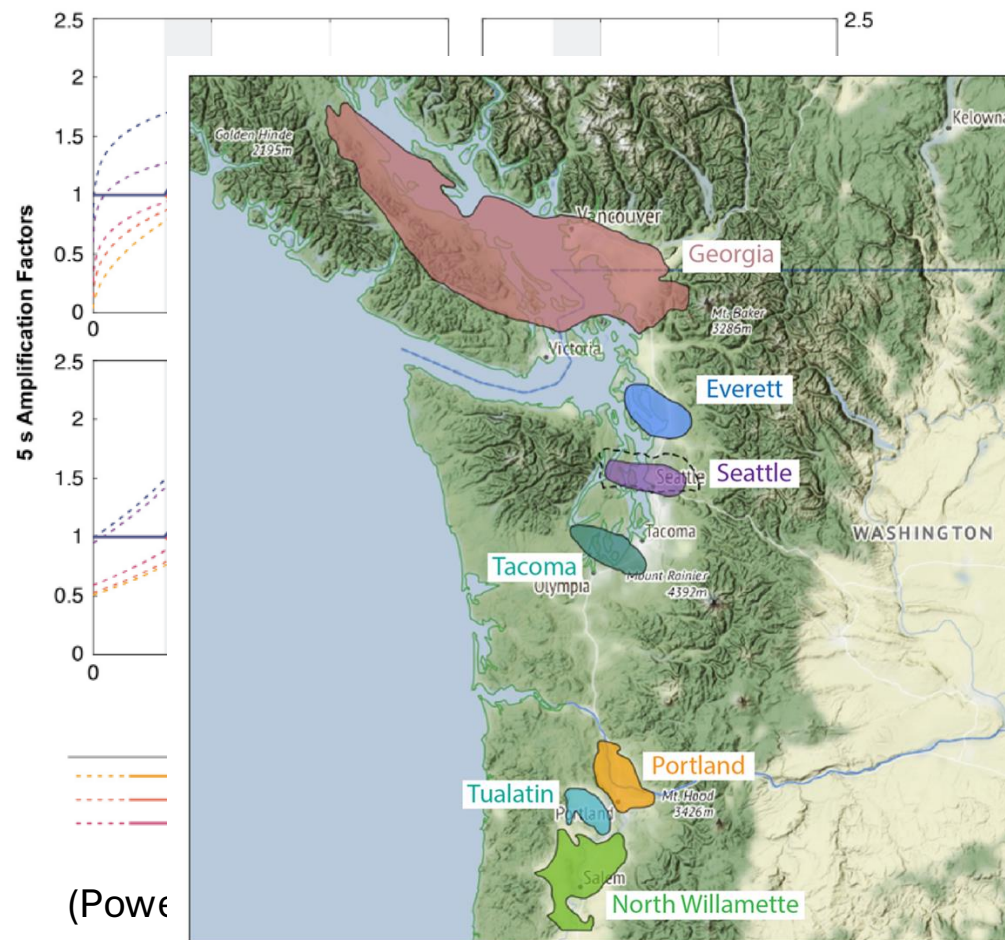 2.5
2.5
2
1.5
1
0.5
0
0
5 s Amplification Factors
2.5
2
1.5
1
0.5
0
0
Golden Hinde
2195m
Kelowna
Vancouver
Georgia
Mt. Baker
3286m
Victoria
Everett
Seattle
Seattle
WASHINGTON
Tacoma
Tacoma
Mount Rainier
4392m
Olympia
Portland
Tualatin
Mt. Hood
3426m
Portland
Salem
North Willamette
(Powe